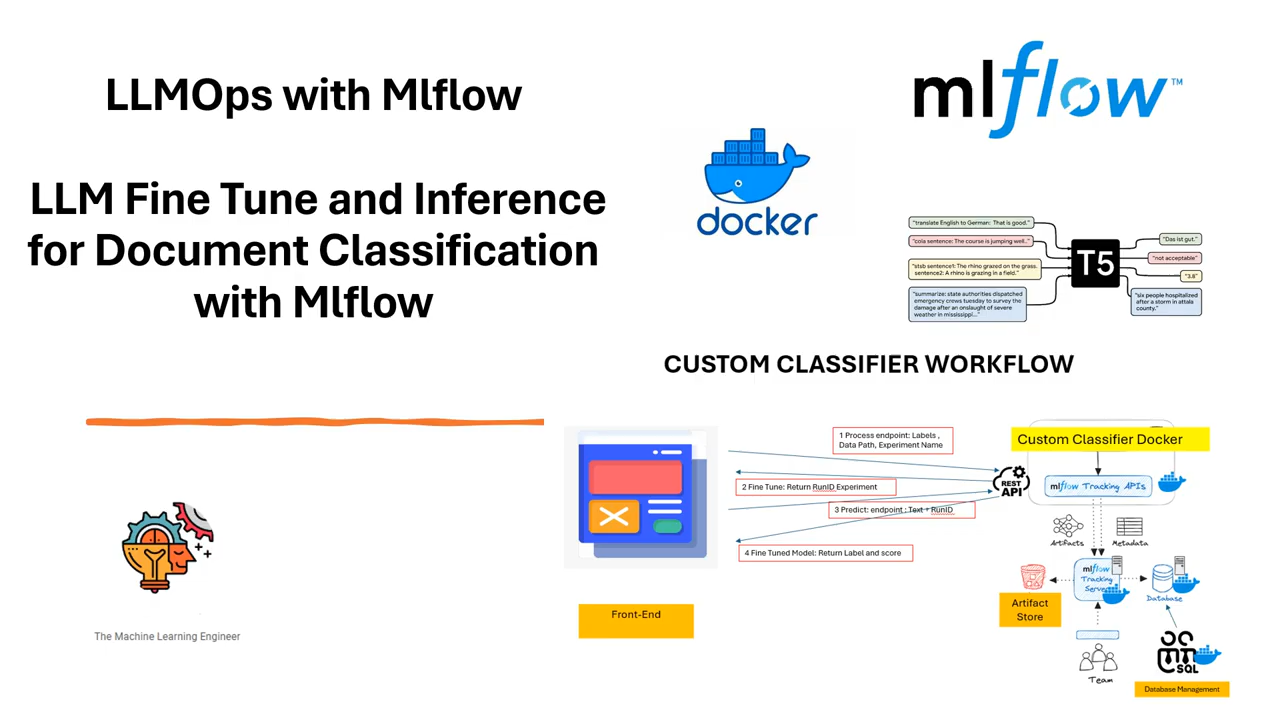 LLMOps with Mlflow
LLM Fine Tune and Inference
for Document Classification
with Mlflow
The Machine Learning Engineer
mlflow™
docker
"translate English to German: That is good."
"cola sentence: The course is jumping well."
"stsb sentence1: The rhino grazed on the grass.
sentence2: A rhino is grazing in a field."
"summarize: state authorities dispatched
emergency crews tuesday to survey the
damage after an onslaught of severe
weather in mississippi..."
T5
"Das ist gut."
"not acceptable"
"3.8"
"six people hospitalized
after a storm in attala
county."
CUSTOM CLASSIFIER WORKFLOW
1 Process endpoint: Labels ,
Data Path, Experiment Name
2 Fine Tune: Return RunID Experiment
3 Predict: endpoint : Text + RunID
4 Fine Tuned Model: Return Label and score
Front-End
REST
API
Custom Classifier Docker
mlflow Tracking APIs
Artifacts
Metadata
mlflow
Tracking
Server
Database
Artifact
Store
Team
SQL
Database Management